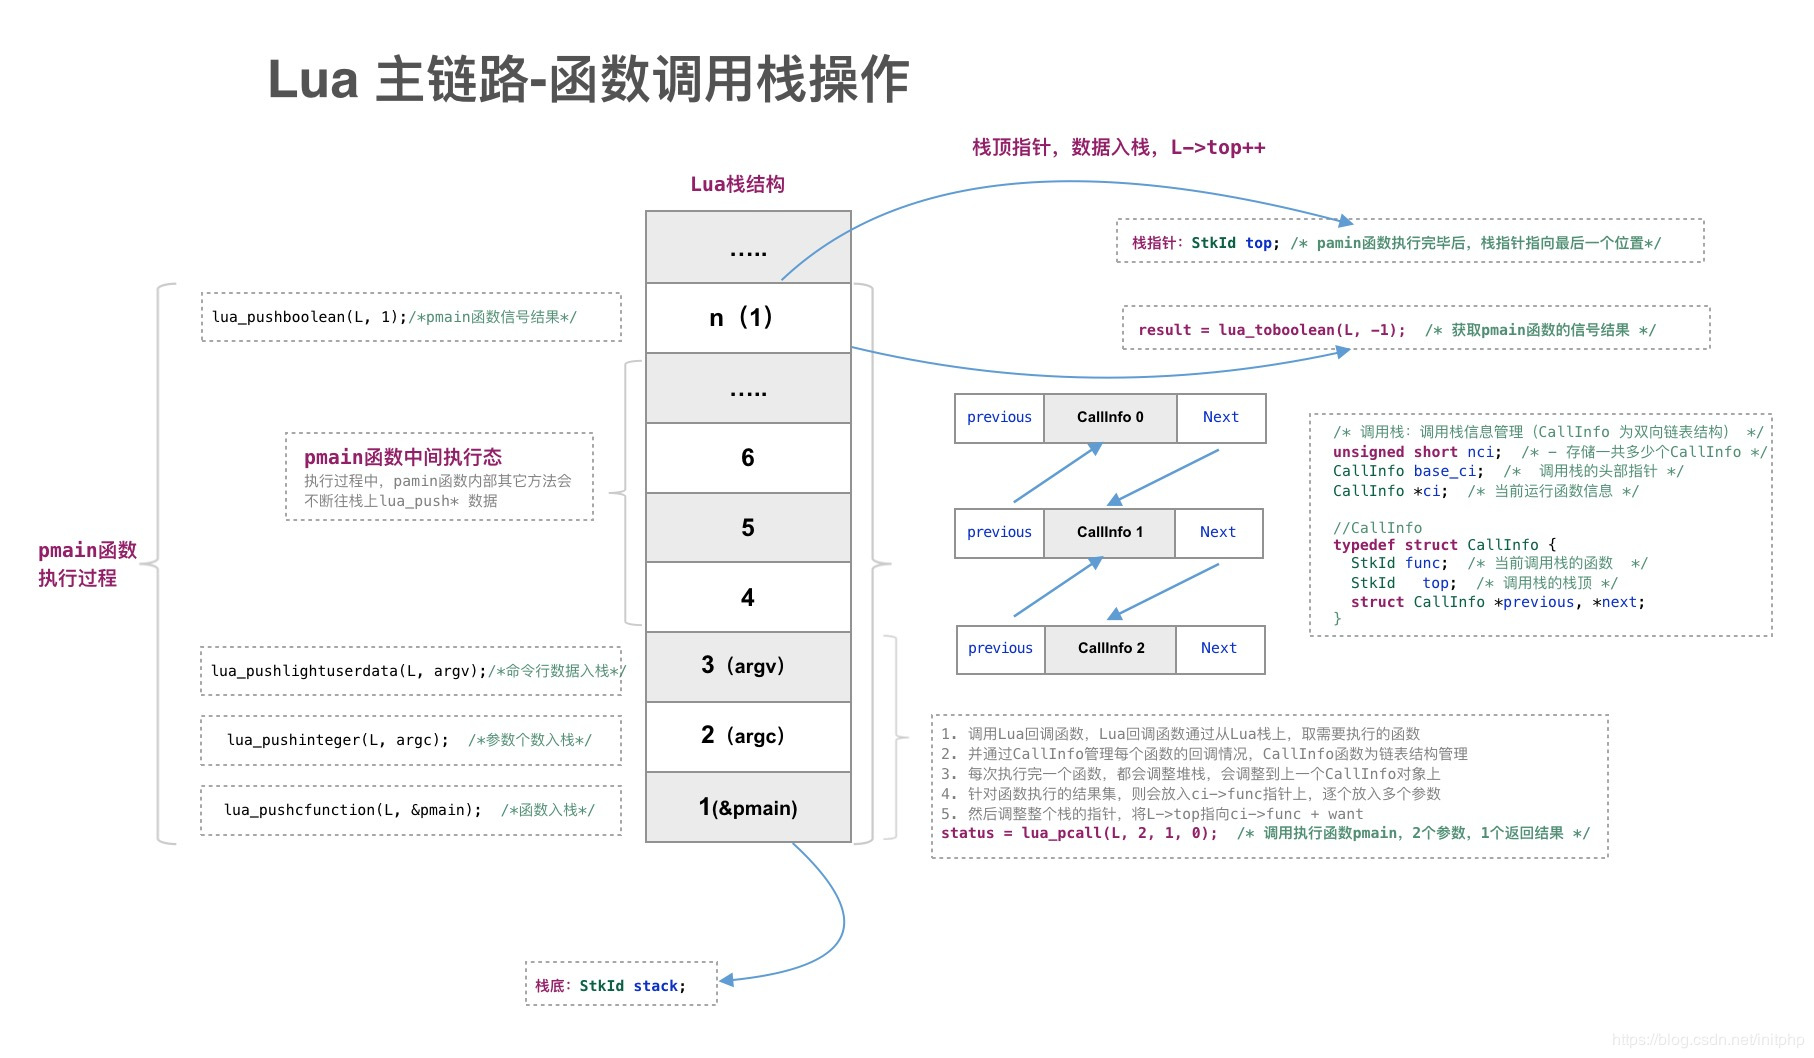 Lua 主链路-函数调用栈操作
栈顶指针，数据入栈，L->top++
Lua栈结构
…..
栈指针：StkId top; /* pamin函数执行完毕后，栈指针指向最后一个位置*/
lua_pushboolean(L, 1);/*pmain函数信号结果*/
n（1）
result = lua_toboolean(L, -1);  /* 获取pmain函数的信号结果 */
…..
pmain函数中间执行态
执行过程中，pamin函数内部其它方法会
不断往栈上lua_push* 数据
6
5
4
previous CallInfo 0 Next
previous CallInfo 1 Next
previous CallInfo 2 Next
/* 调用栈：调用栈信息管理（CallInfo 为双向链表结构） */
unsigned short nci;  /* - 存储一共多少个CallInfo */
CallInfo base_ci;  /*  调用栈的头部指针 */
CallInfo *ci;  /* 当前运行函数信息 */
//CallInfo
typedef struct CallInfo {
StkId func;  /* 当前调用栈的函数  */
StkId   top;  /* 调用栈的栈顶 */
struct CallInfo *previous, *next;
}
pmain函数
执行过程
lua_pushlightuserdata(L, argv);/*命令行数据入栈*/
3（argv）
lua_pushinteger(L, argc);  /*参数个数入栈*/
2（argc）
lua_pushcfunction(L, &pmain);  /*函数入栈*/
1(&pmain)
1. 调用Lua回调函数，Lua回调函数通过从Lua栈上，取需要执行的函数
2. 并通过CallInfo管理每个函数的回调情况，CallInfo函数为链表结构管理
3. 每次执行完一个函数，都会调整堆栈，会调整到上一个CallInfo对象上
4. 针对函数执行的结果集，则会放入ci->func指针上，逐个放入多个参数
5. 然后调整整个栈的指针，将L->top指向ci->func + want
status = lua_pcall(L, 2, 1, 0);  /* 调用执行函数pmain，2个参数，1个返回结果 */
栈底：StkId stack;
https://blog.csdn.net/initphp